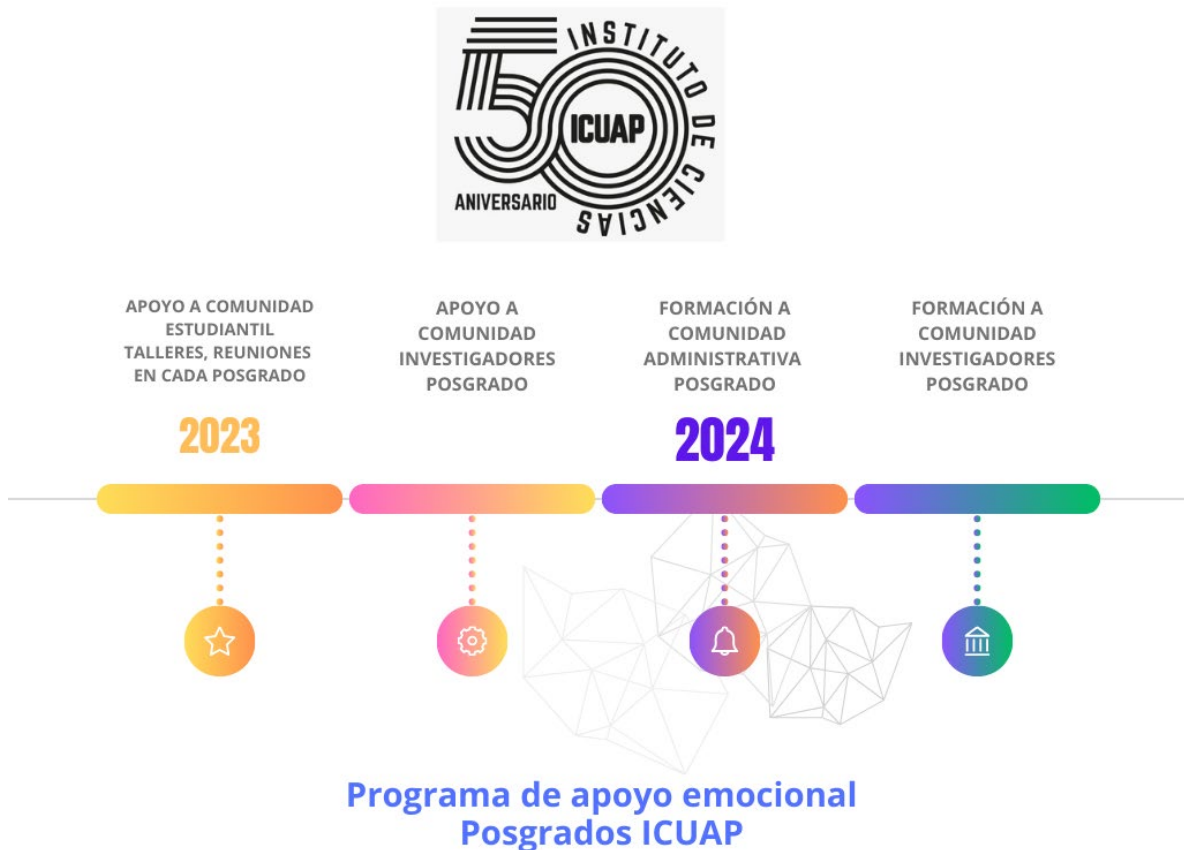 50
INSTITUTO DE CIENCIAS
ICUAP
ANIVERSARIO
APOYO A COMUNIDAD
ESTUDIANTIL
TALLERES, REUNIONES
EN CADA POSGRADO
2023
APOYO A
COMUNIDAD
INVESTIGADORES
POSGRADO
FORMACIÓN A
COMUNIDAD
ADMINISTRATIVA
POSGRADO
2024
FORMACIÓN A
COMUNIDAD
INVESTIGADORES
POSGRADO
Programa de apoyo emocional
Posgrados ICUAP